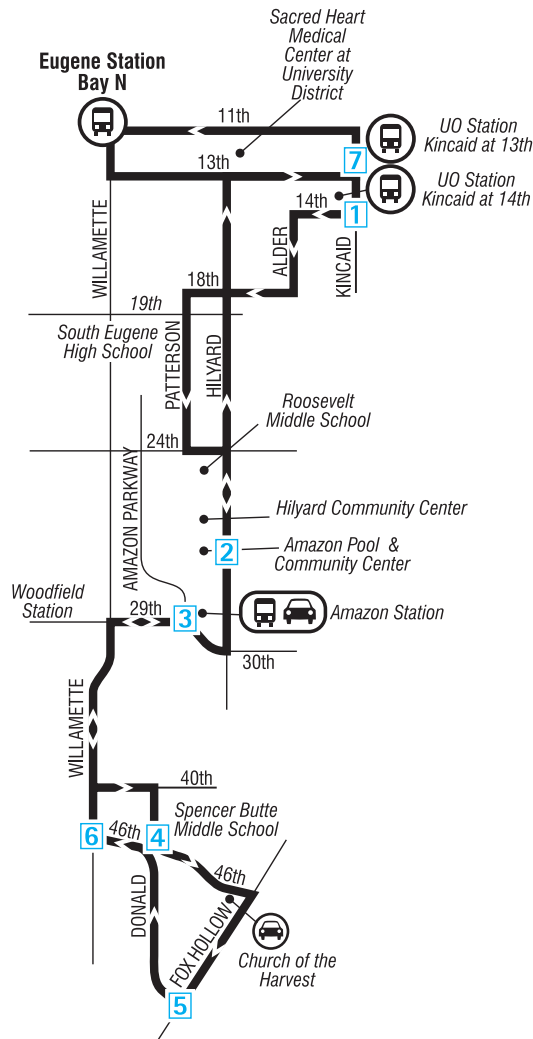 Sacred Heart
Medical
Center at
University
District
Eugene Station
Bay N
11th
UO Station
Kincaid at 13th
7
13th
UO Station
Kincaid at 14th
14th
1
WILLAMETTE
ALDER
KINCAID
18th
19th
South Eugene
High School
PATTERSON
HILYARD
Roosevelt
Middle School
24th
AMAZON PARKWAY
Hilyard Community Center
2
Amazon Pool &
Community Center
Woodfield
Station
29th
3
Amazon Station
30th
WILLAMETTE
40th
Spencer Butte
Middle School
6
46th
4
46th
DONALD
FOX HOLLOW
Church of the
Harvest
5